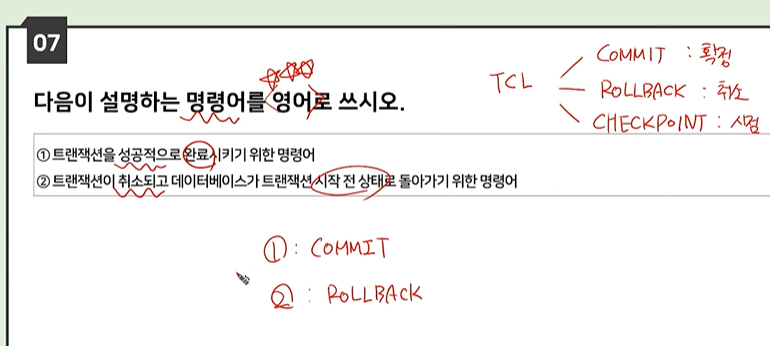 07
다음이 설명하는 명령어를 영어로 쓰시오.
TCL
COMMIT : 확정
ROLLBACK : 취소
CHECKPOINT : 시점
① 트랜잭션을 성공적으로 완료시키기 위한 명령어
② 트랜잭션이 취소되고 데이터베이스가 트랜잭션 시작 전 상태로 돌아가기 위한 명령어
① : COMMIT
② : ROLLBACK